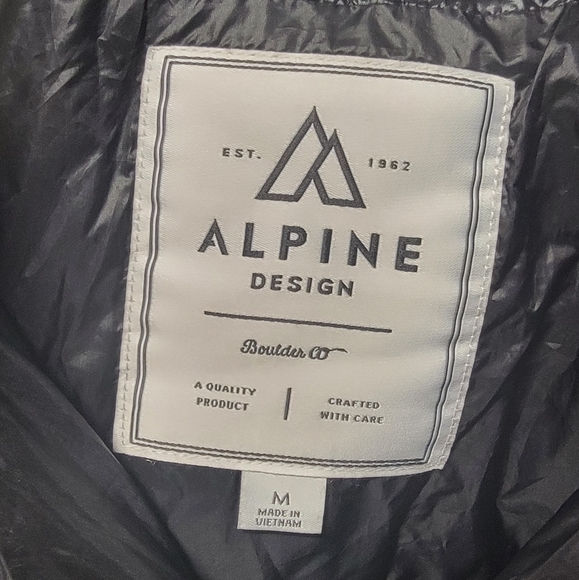 EST. 1962
ALPINE
DESIGN
Boulder CO
A QUALITY
PRODUCT
CRAFTED
WITH CARE
M
MADE IN
VIETNAM